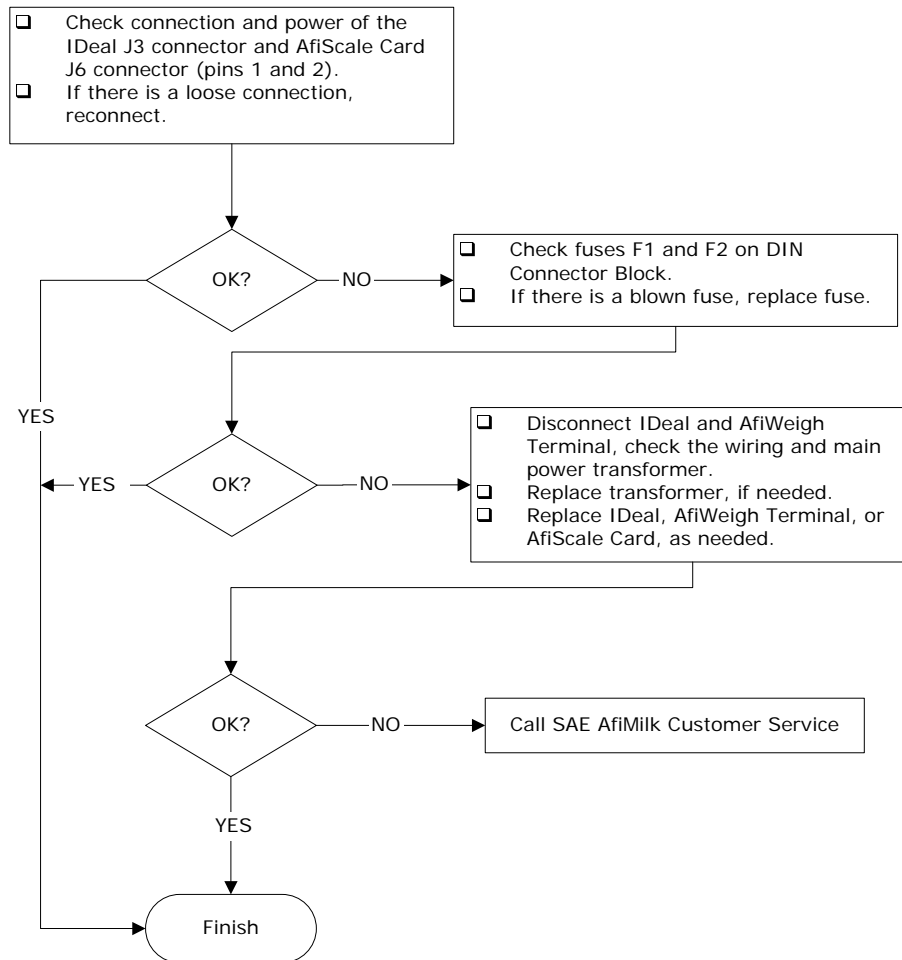 ❑ Check connection and power of the
IDeal J3 connector and AfiScale Card
J6 connector (pins 1 and 2).
❑ If there is a loose connection,
reconnect.
OK?
NO
❑ Check fuses F1 and F2 on DIN
Connector Block.
❑ If there is a blown fuse, replace fuse.
YES
YES
OK?
NO
❑ Disconnect IDeal and AfiWeigh
Terminal, check the wiring and main
power transformer.
❑ Replace transformer, if needed.
❑ Replace IDeal, AfiWeigh Terminal, or
AfiScale Card, as needed.
OK?
NO
Call SAE AfiMilk Customer Service
YES
Finish